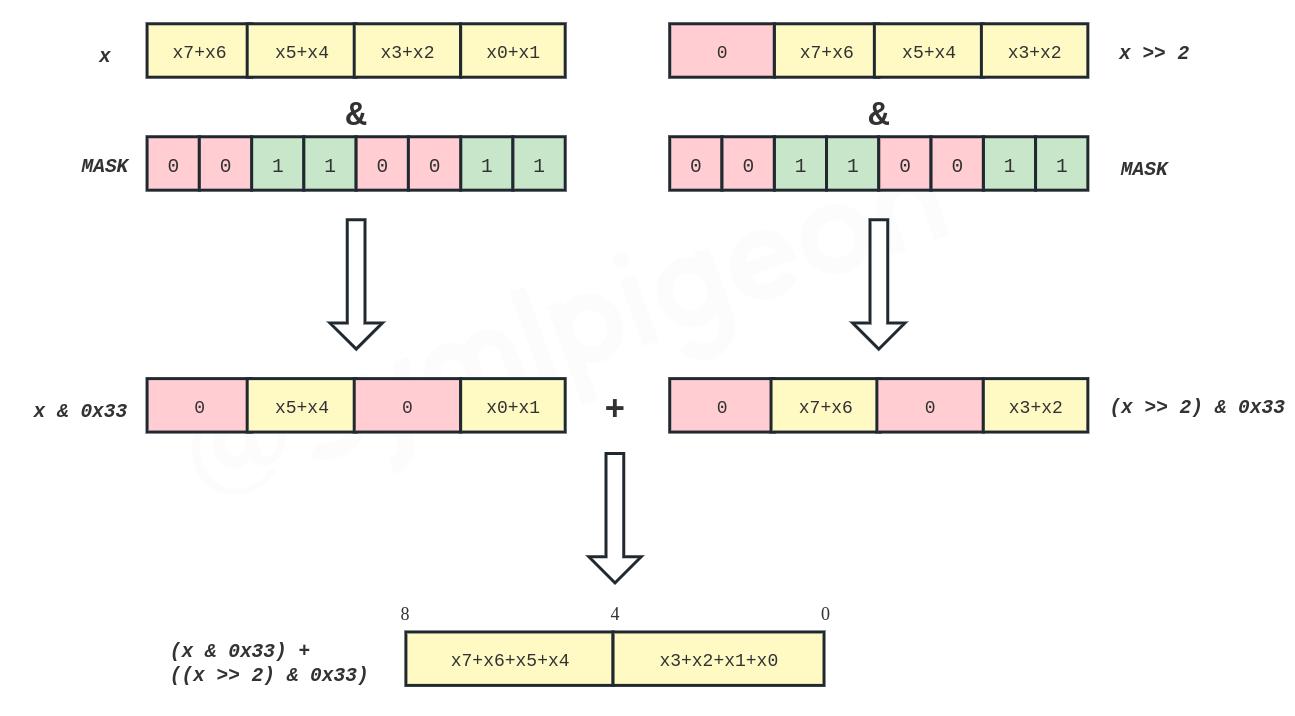 x x7+x6 x5+x4 x3+x2 x0+x1 0 x7+x6 x5+x4 x3+x2 x >> 2
& &
MASK 0 0 1 1 0 0 1 1 0 0 1 1 0 0 1 1 MASK
@symlpigeon
x & 0x33 0 x5+x4 0 x0+x1 + 0 x7+x6 0 x3+x2 (x >> 2) & 0x33
8 4 0
(x & 0x33) +
((x >> 2) & 0x33)
x7+x6+x5+x4 x3+x2+x1+x0